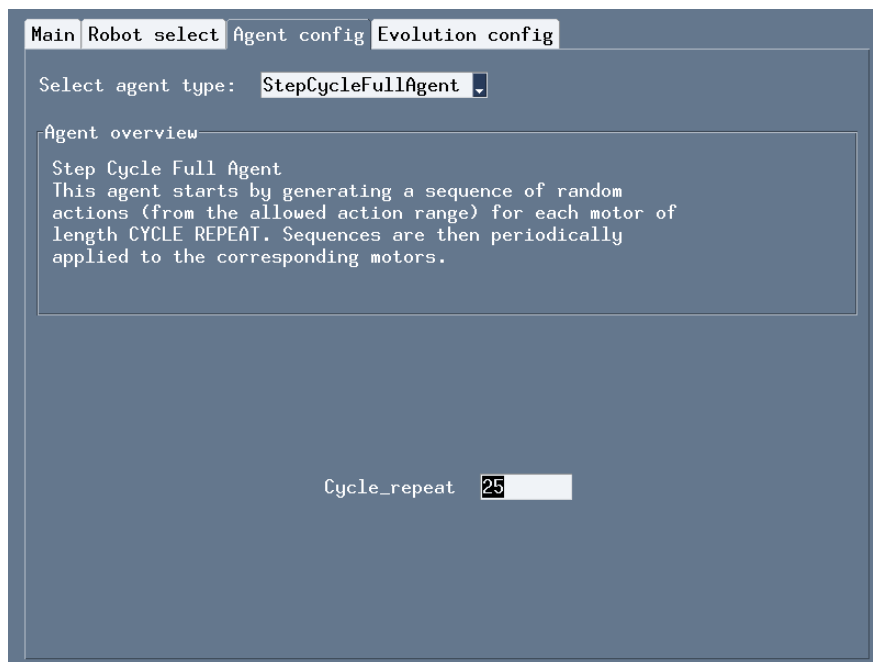 Main Robot select Agent config Evolution config
Select agent type: StepCycleFullAgent
Agent overview
Step Cycle Full Agent
This agent starts by generating a sequence of random
actions (from the allowed action range) for each motor of
length CYCLE REPEAT. Sequences are then periodically
applied to the corresponding motors.
Cycle_repeat 25